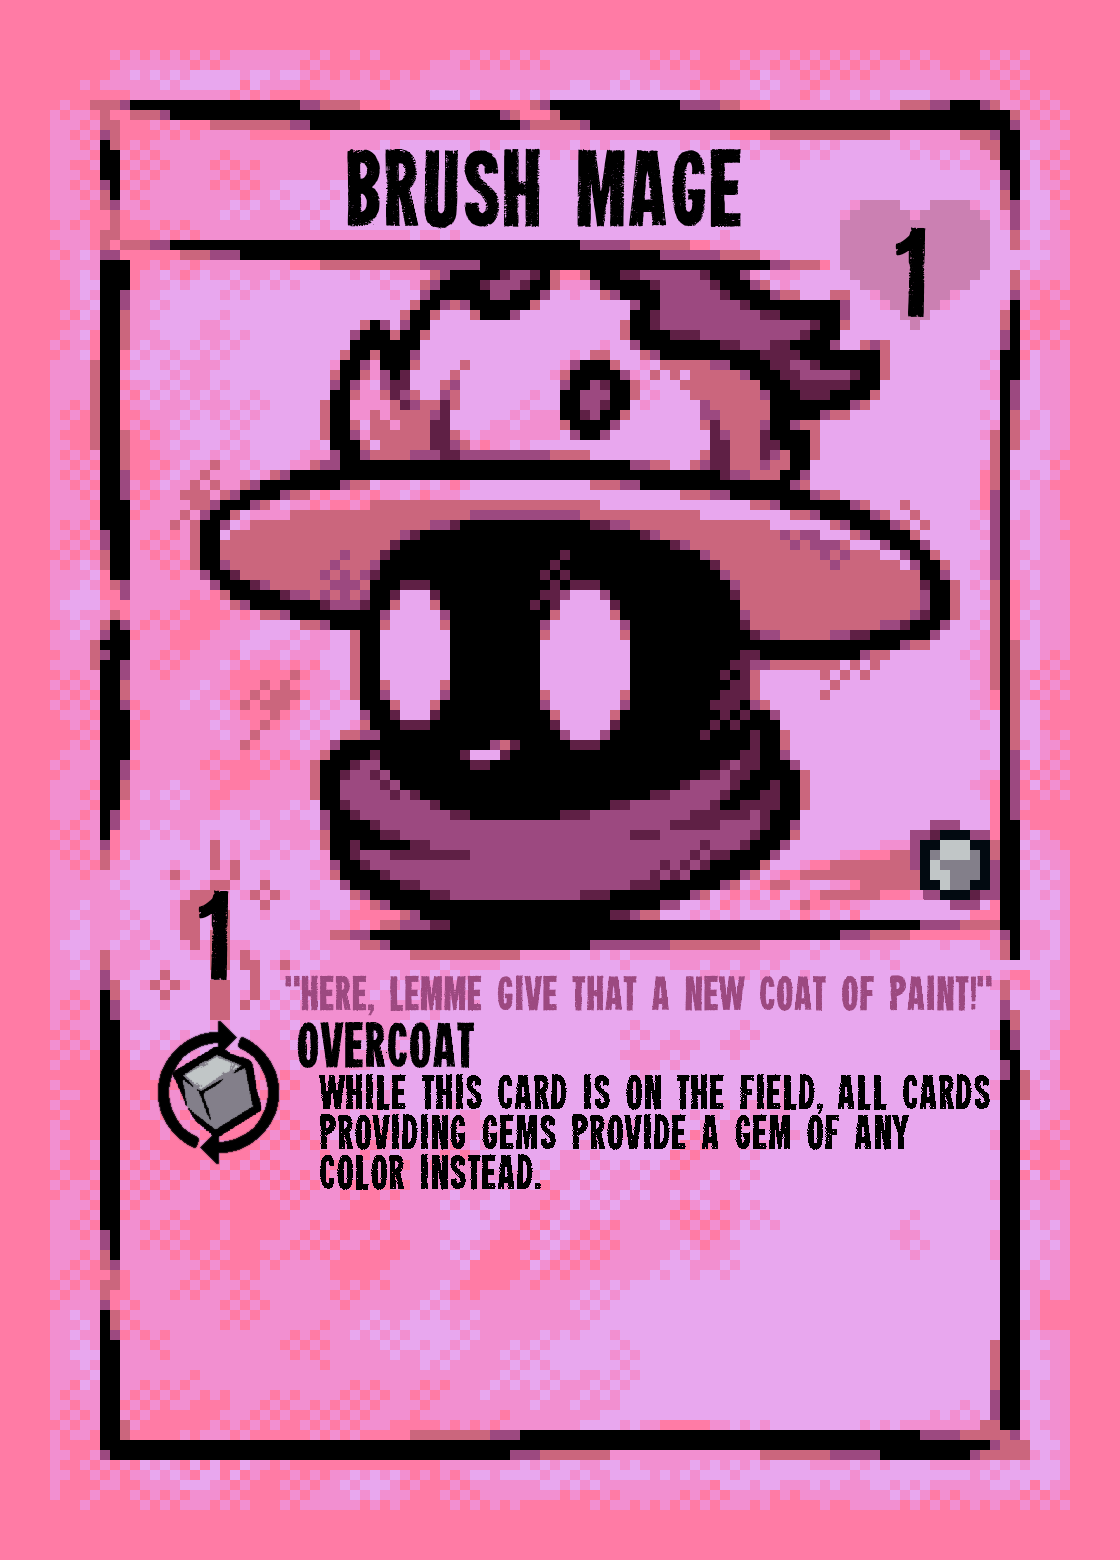 BRUSH MAGE
1
1
"HERE, LEMME GIVE THAT A NEW COAT OF PAINT!"
OVERCOAT
WHILE THIS CARD IS ON THE FIELD, ALL CARDS
PROVIDING GEMS PROVIDE A GEM OF ANY
COLOR INSTEAD.